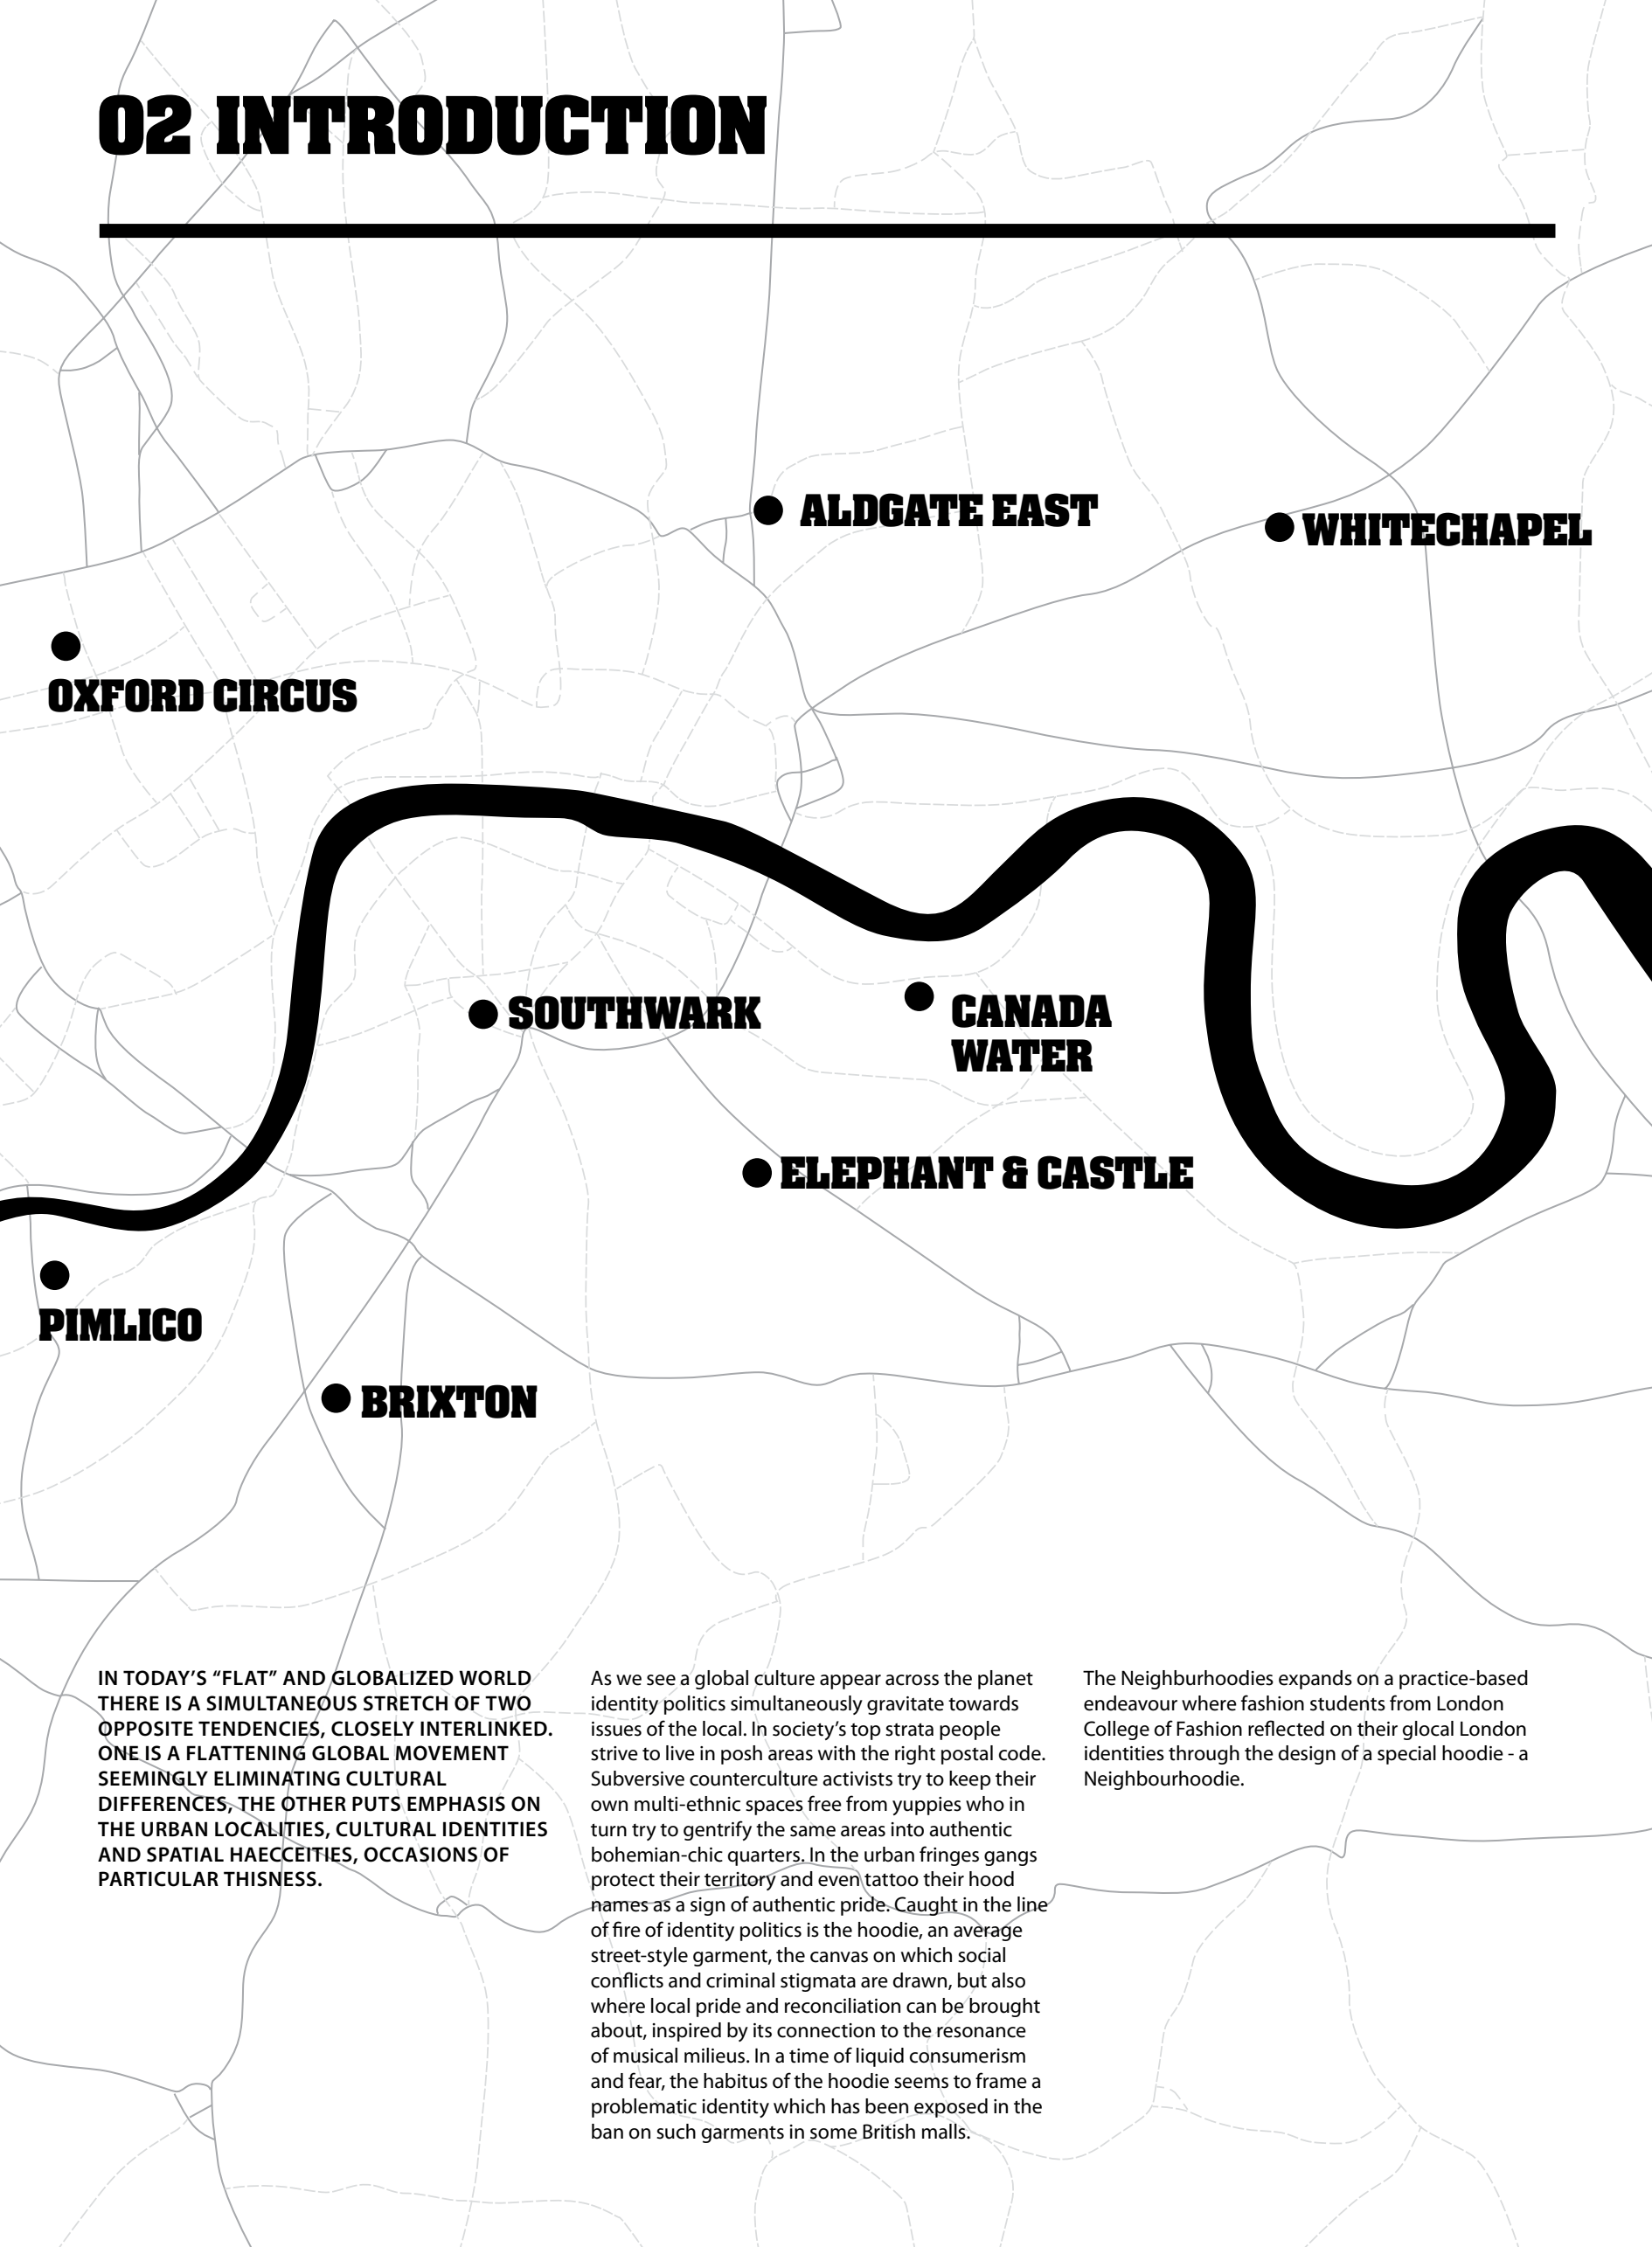 02 INTRODUCTION
ALDGATE EAST
WHITECHAPEL
OXFORD CIRCUS
SOUTHWARK
CANADA
WATER
ELEPHANT & CASTLE
PIMLICO
BRIXTON
IN TODAY’S “FLAT” AND GLOBALIZED WORLD
THERE IS A SIMULTANEOUS STRETCH OF TWO
OPPOSITE TENDENCIES, CLOSELY INTERLINKED.
ONE IS A FLATTENING GLOBAL MOVEMENT
SEEMINGLY ELIMINATING CULTURAL
DIFFERENCES, THE OTHER PUTS EMPHASIS ON
THE URBAN LOCALITIES, CULTURAL IDENTITIES
AND SPATIAL HAECCEITIES, OCCASIONS OF
PARTICULAR THISNESS.
As we see a global culture appear across the planet
identity politics simultaneously gravitate towards
issues of the local. In society’s top strata people
strive to live in posh areas with the right postal code.
Subversive counterculture activists try to keep their
own multi-ethnic spaces free from yuppies who in
turn try to gentrify the same areas into authentic
bohemian-chic quarters. In the urban fringes gangs
protect their territory and even tattoo their hood
names as a sign of authentic pride. Caught in the line
of fire of identity politics is the hoodie, an average
street-style garment, the canvas on which social
conflicts and criminal stigmata are drawn, but also
where local pride and reconciliation can be brought
about, inspired by its connection to the resonance
of musical milieus. In a time of liquid consumerism
and fear, the habitus of the hoodie seems to frame a
problematic identity which has been exposed in the
ban on such garments in some British malls.
The Neighburhoodies expands on a practice-based
endeavour where fashion students from London
College of Fashion reflected on their glocal London
identities through the design of a special hoodie - a
Neighbourhoodie.